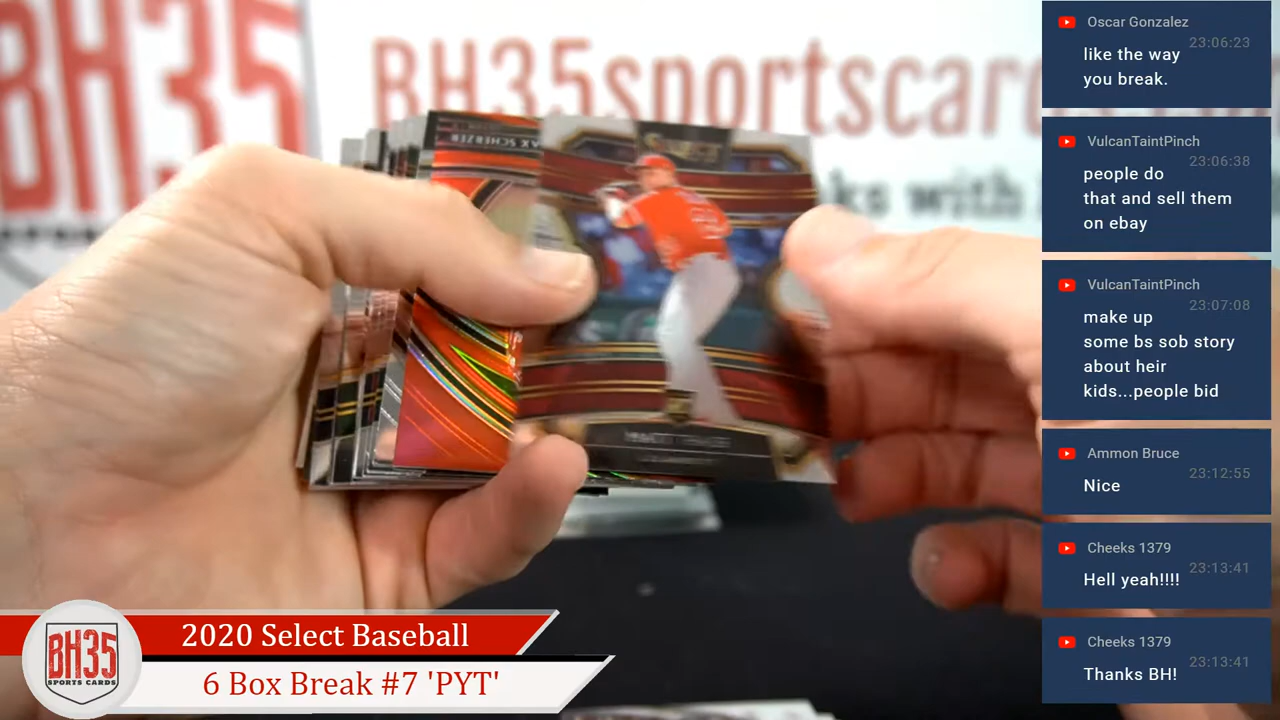 BH35
SPORTS
BH35sportscar
ks with
AX SCHERZER
SELECT
Oscar Gonzalez
23:06:23
like the way
you break.
VulcanTaintPinch
23:06:38
people do
that and sell them
on ebay
VulcanTaintPinch
23:07:08
make up
some bs sob story
about heir
kids...people bid
Ammon Bruce
23:12:55
Nice
Cheeks 1379
23:13:41
Hell yeah!!!!
Cheeks 1379
23:13:41
Thanks BH!
BH35
SPORTS CARDS
2020 Select Baseball
6 Box Break #7 'PYT'